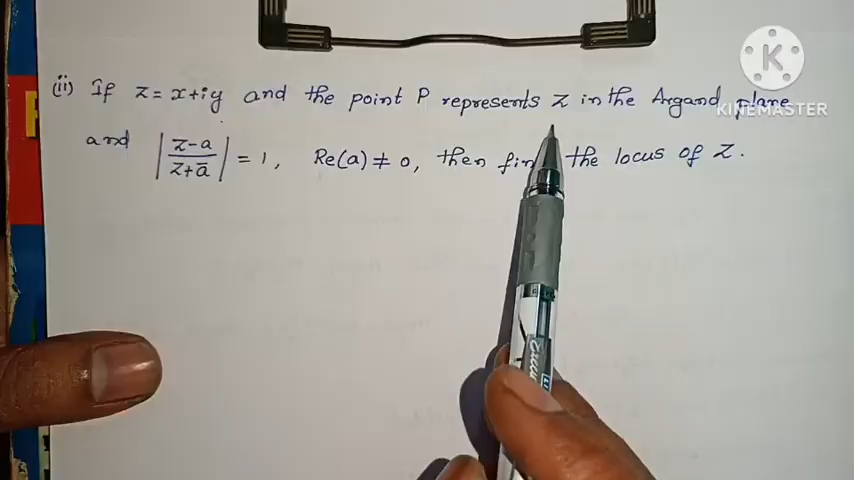 (ii) If z = x+iy and the point P represents z in the Argand plane
and |z-a / z+ā| = 1, Re(a) ≠ 0, then fin the locus of z.
K
KINEMASTER